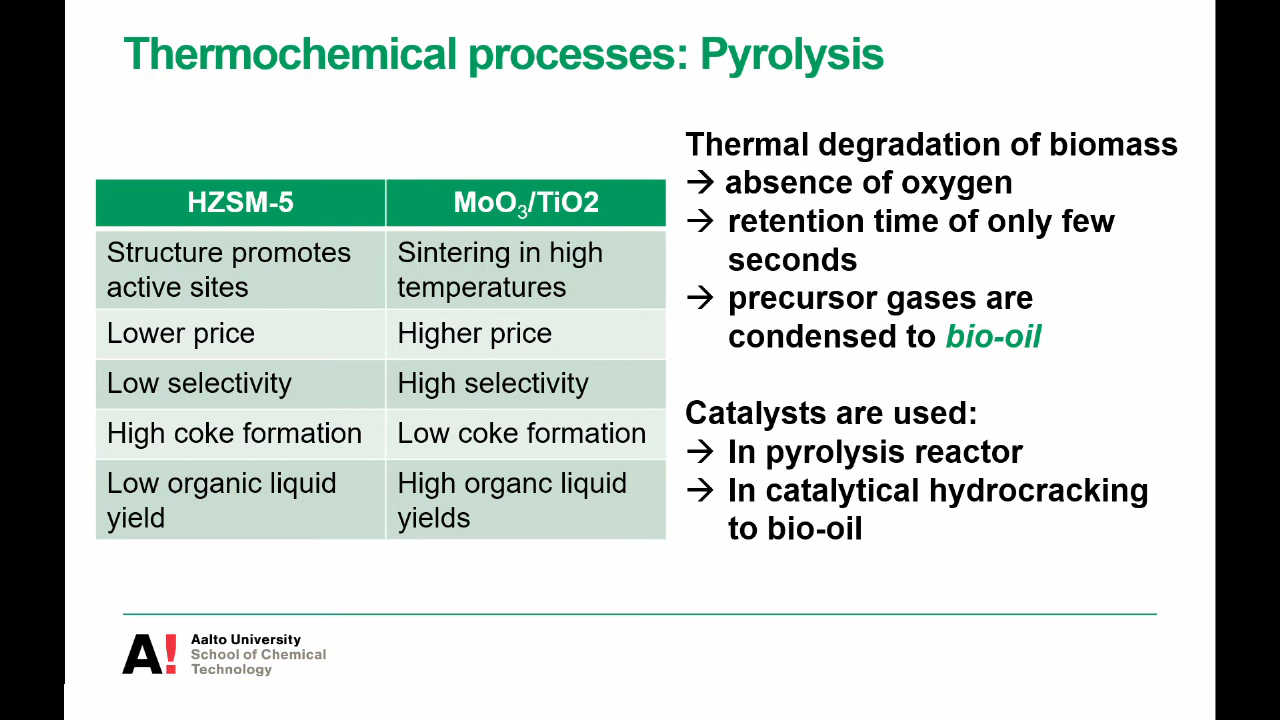 Thermochemical processes: Pyrolysis
HZSM-5
MoO₃/TiO2
Structure promotes
active sites
Sintering in high
temperatures
Lower price
Higher price
Low selectivity
High selectivity
High coke formation
Low coke formation
Low organic liquid
yield
High organc liquid
yields
Thermal degradation of biomass
→ absence of oxygen
→ retention time of only few
seconds
→ precursor gases are
condensed to bio-oil
Catalysts are used:
→ In pyrolysis reactor
→ In catalytical hydrocracking
to bio-oil
A!
Aalto University
School of Chemical
Technology